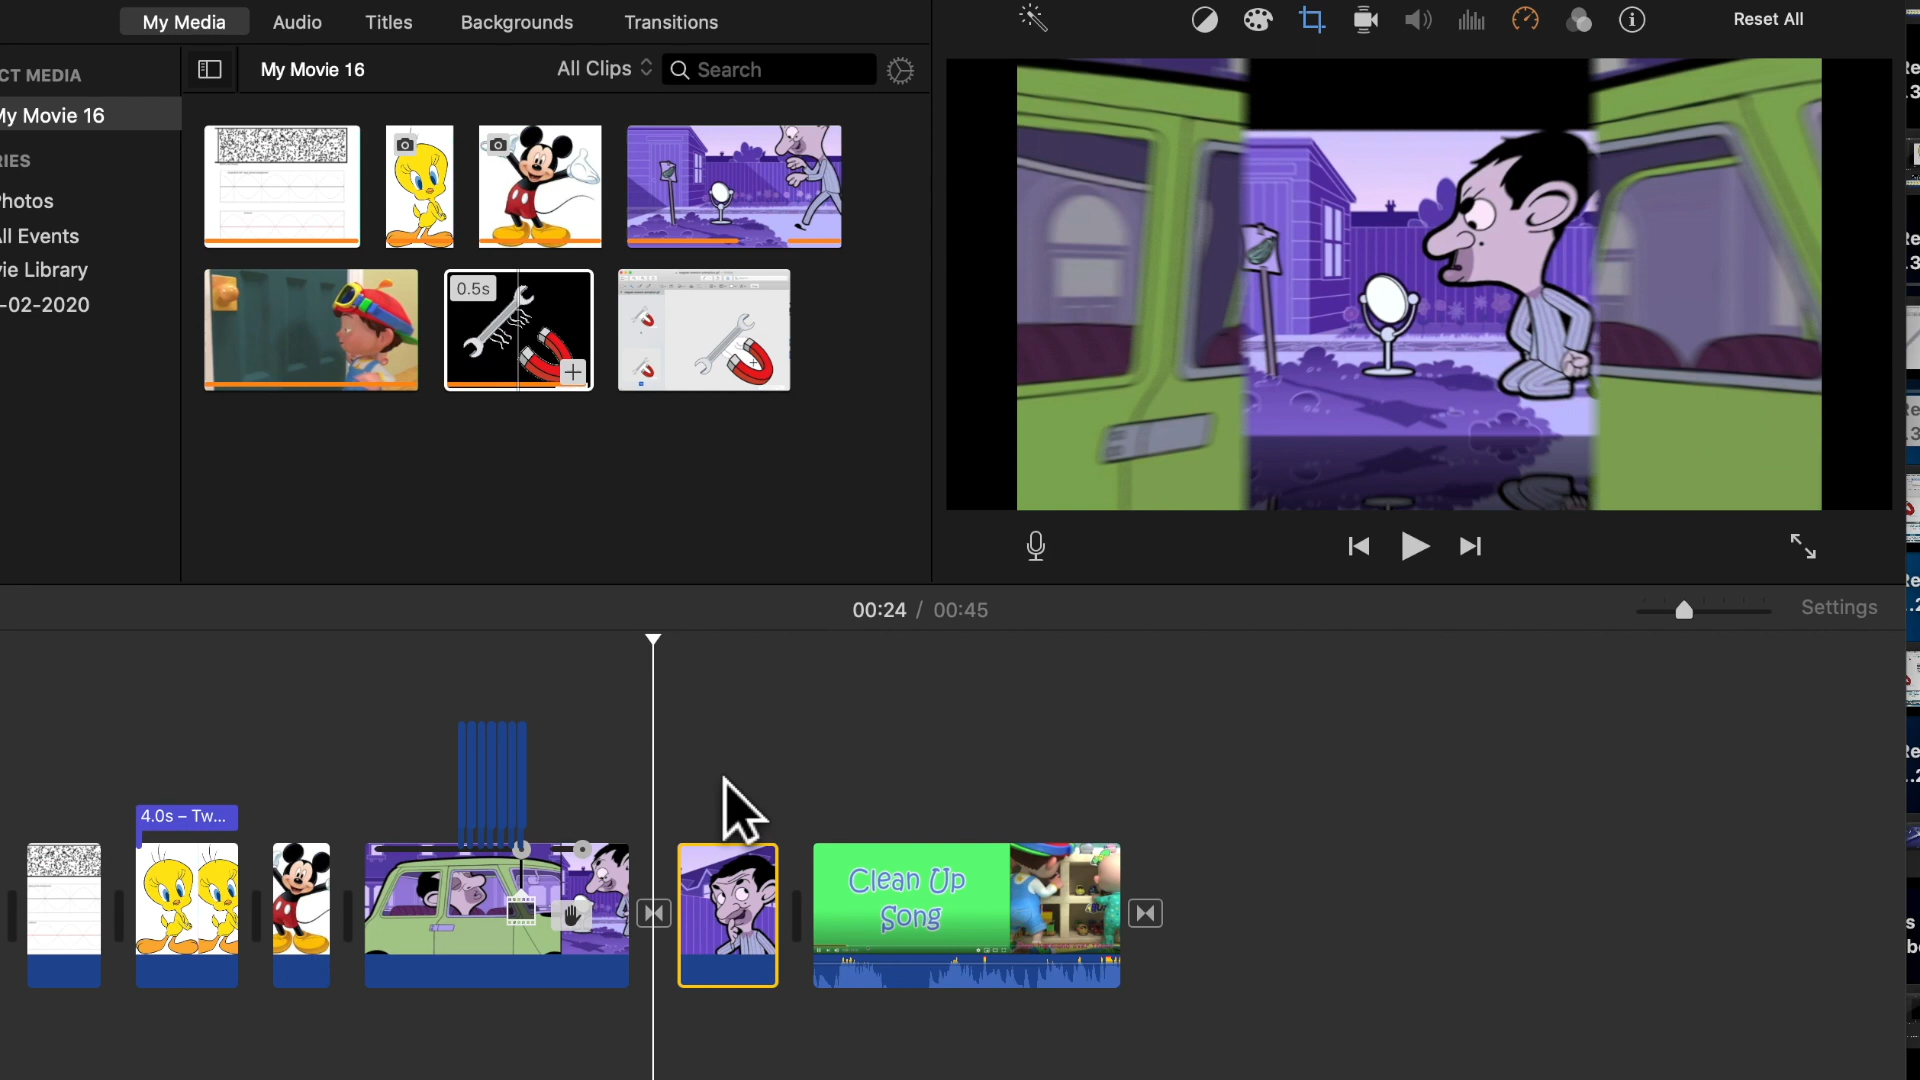 My Media
Audio
Titles
Backgrounds
Transitions
Reset All
CT MEDIA
My Movie 16
All Clips
Search
My Movie 16
RIES
hotos
ll Events
ie Library
-02-2020
0.5s
00:24 / 00:45
Settings
4.0s – Tw...
Clean Up
Song